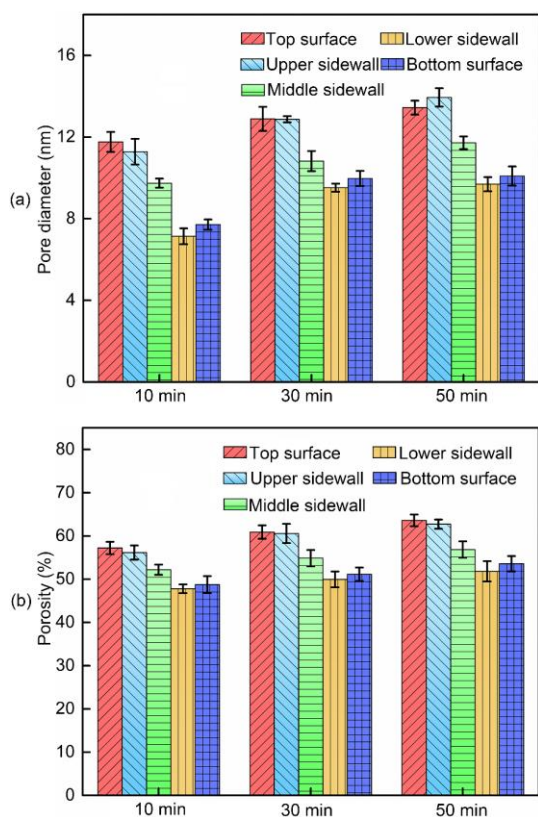 (a)
Pore diameter (nm)
16
12
8
4
0
Top surface
Lower sidewall
Upper sidewall
Bottom surface
Middle sidewall
10 min
30 min
50 min
(b)
Porosity (%)
80
70
60
50
40
30
20
10
0
Top surface
Lower sidewall
Upper sidewall
Bottom surface
Middle sidewall
10 min
30 min
50 min